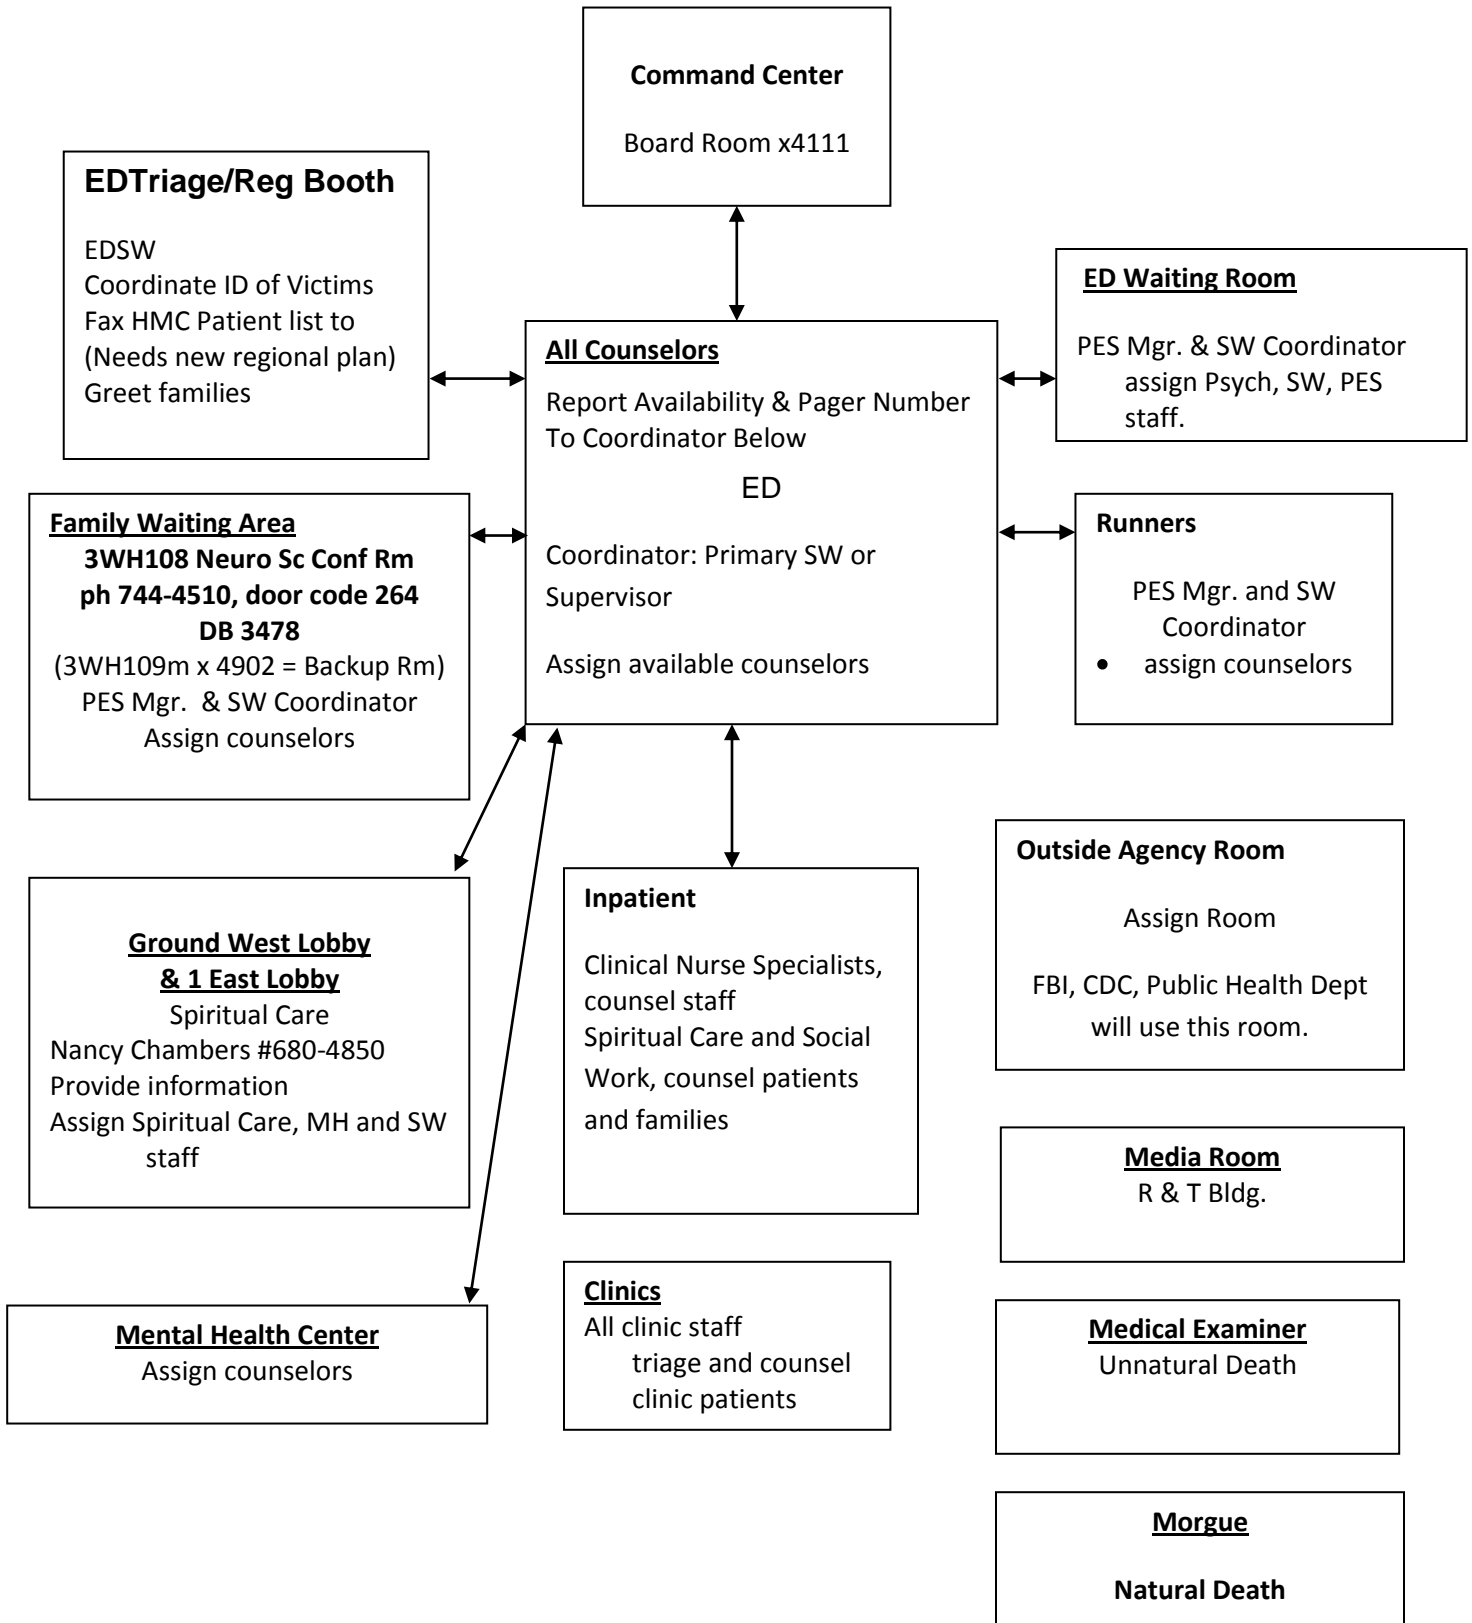 Command Center
Board Room x4111
EDTriage/Reg Booth
EDSW
Coordinate ID of Victims
Fax HMC Patient list to
(Needs new regional plan)
Greet families
ED Waiting Room
PES Mgr. & SW Coordinator
assign Psych, SW, PES
staff.
All Counselors
Report Availability & Pager Number
To Coordinator Below
ED
Coordinator: Primary SW or
Supervisor
Assign available counselors
Family Waiting Area
3WH108 Neuro Sc Conf Rm
ph 744-4510, door code 264
DB 3478
(3WH109m x 4902 = Backup Rm)
PES Mgr.  & SW Coordinator
Assign counselors
Runners
PES Mgr. and SW
Coordinator
• assign counselors
Ground West Lobby
& 1 East Lobby
Spiritual Care
Nancy Chambers #680-4850
Provide information
Assign Spiritual Care, MH and SW
staff
Inpatient
Clinical Nurse Specialists,
counsel staff
Spiritual Care and Social
Work, counsel patients
and families
Outside Agency Room
Assign Room
FBI, CDC, Public Health Dept
will use this room.
Media Room
R & T Bldg.
Mental Health Center
Assign counselors
Clinics
All clinic staff
triage and counsel
clinic patients
Medical Examiner
Unnatural Death
Morgue
Natural Death